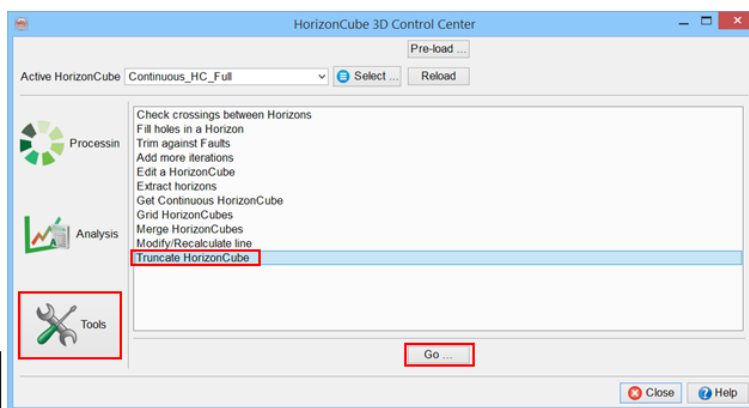 HorizonCube 3D Control Center
Pre-load ...
Active HorizonCube Continuous_HC_Full Select ... Reload
Check crossings between Horizons
Fill holes in a Horizon
Processin Trim against Faults
Add more iterations
Edit a HorizonCube
Extract horizons
Get Continuous HorizonCube
Grid HorizonCubes
Analysis Merge HorizonCubes
Modify/Recalculate line
Truncate HorizonCube
Tools
Go ...
Close Help